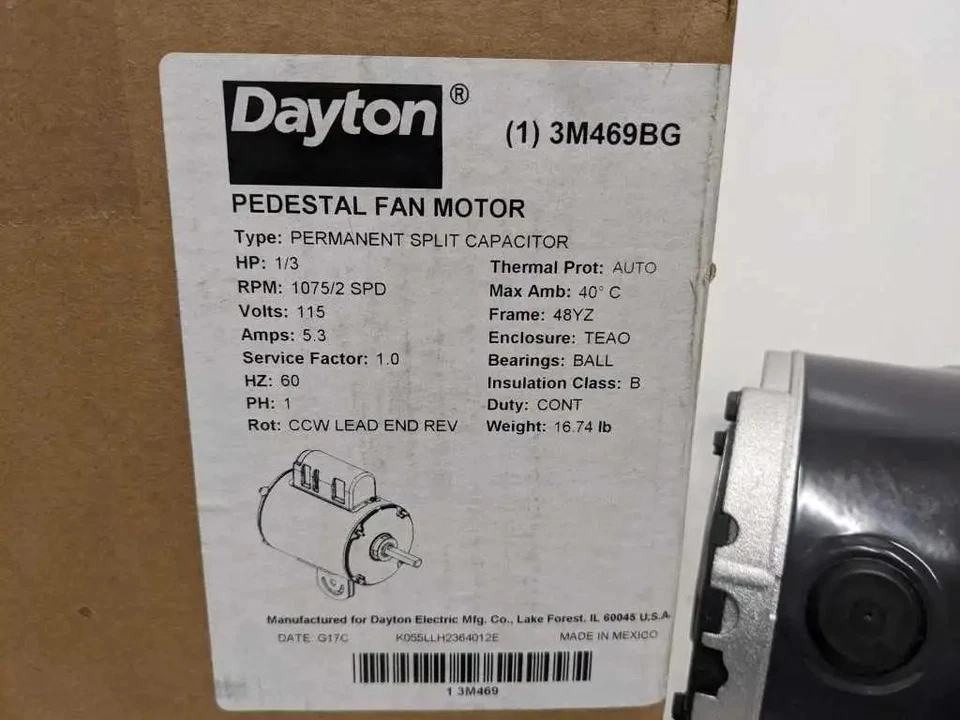 Dayton®
(1) 3M469BG
PEDESTAL FAN MOTOR
Type: PERMANENT SPLIT CAPACITOR
HP: 1/3
RPM: 1075/2 SPD
Volts: 115
Amps: 5.3
Service Factor: 1.0
HZ: 60
PH: 1
Rot: CCW LEAD END REV
Thermal Prot: AUTO
Max Amb: 40° C
Frame: 48YZ
Enclosure: TEAO
Bearings: BALL
Insulation Class: B
Duty: CONT
Weight: 16.74 lb
Manufactured for Dayton Electric Mfg. Co., Lake Forest, IL 60045 U.S.A
DATE: G17C K055LLH2364012E MADE IN MEXICO
1 3M469